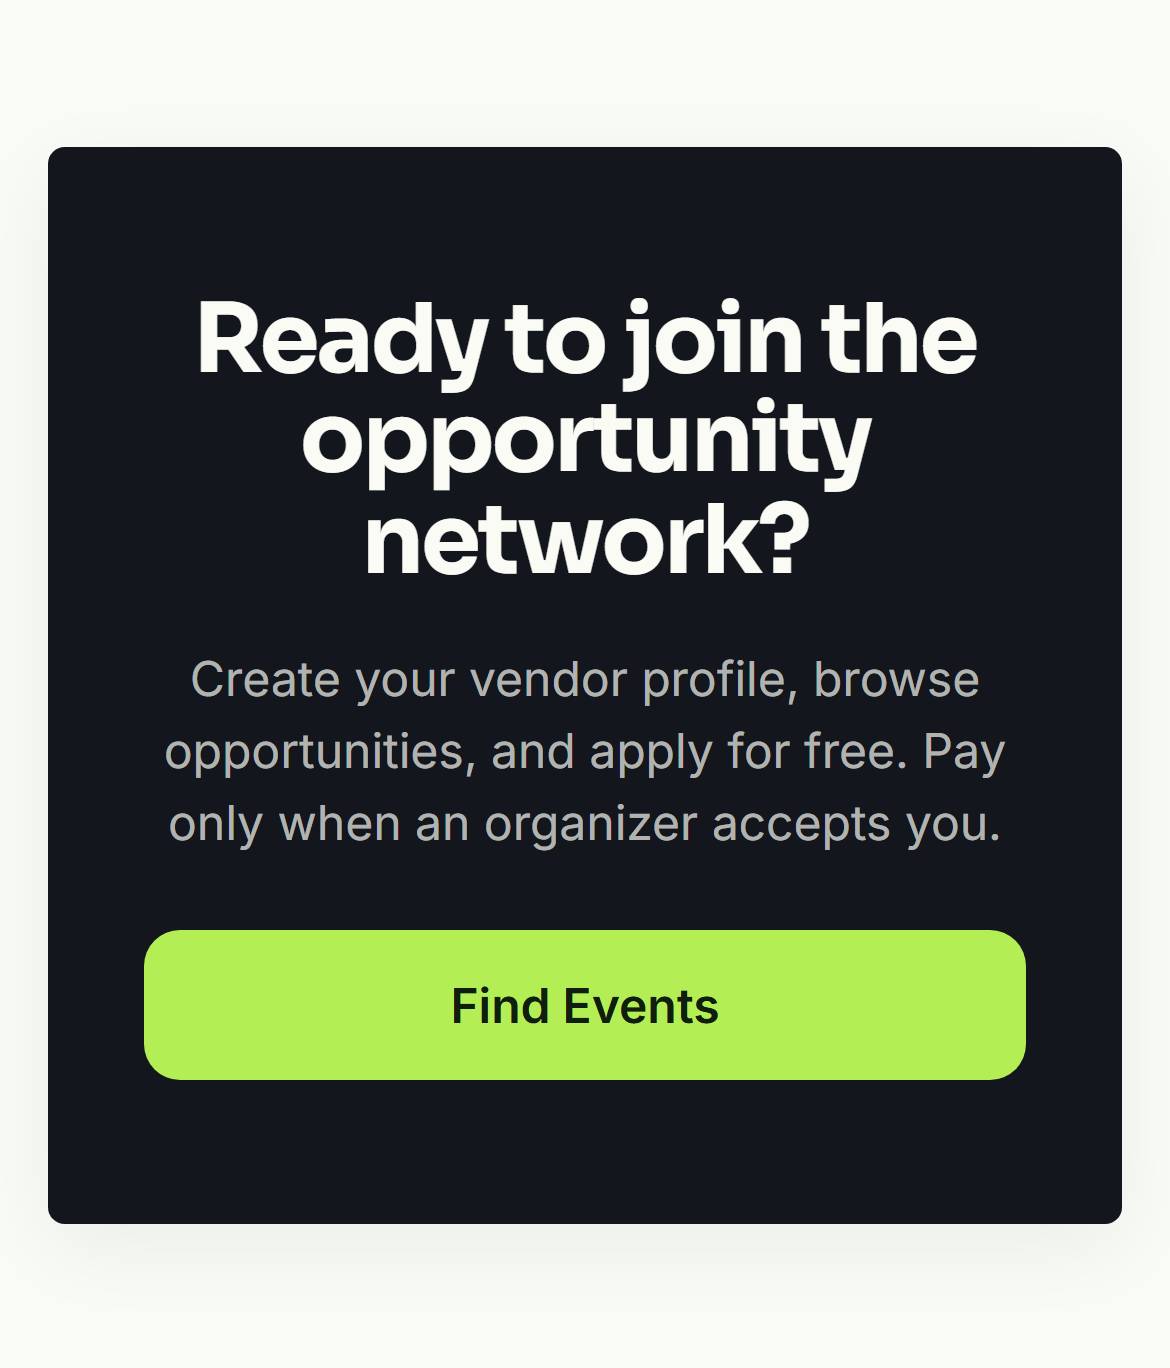 Ready to join the
opportunity
network?
Create your vendor profile, browse
opportunities, and apply for free. Pay
only when an organizer accepts you.
Find Events